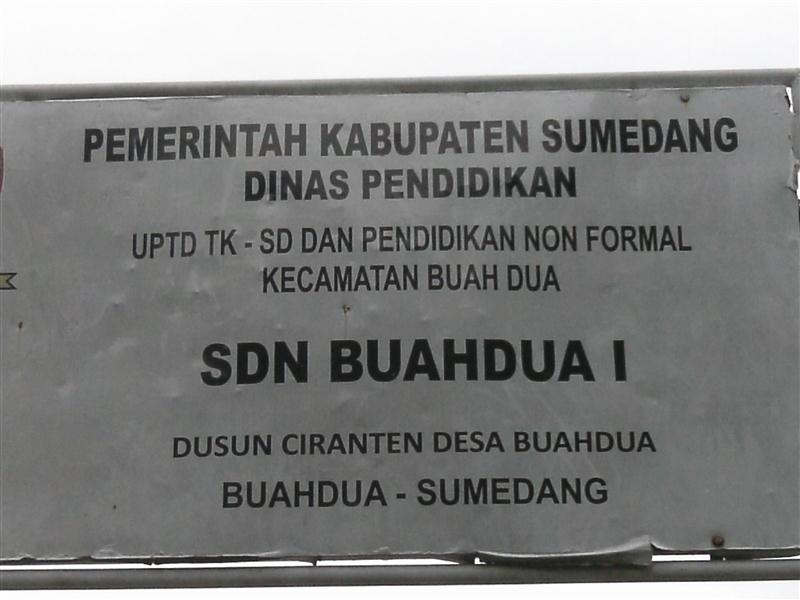 PEMERINTAH KABUPATEN SUMEDANG
DINAS PENDIDIKAN
UPTD TK - SD DAN PENDIDIKAN NON FORMAL
KECAMATAN BUAH DUA
SDN BUAHDUA I
DUSUN CIRANTEN DESA BUAHDUA
BUAHDUA - SUMEDANG